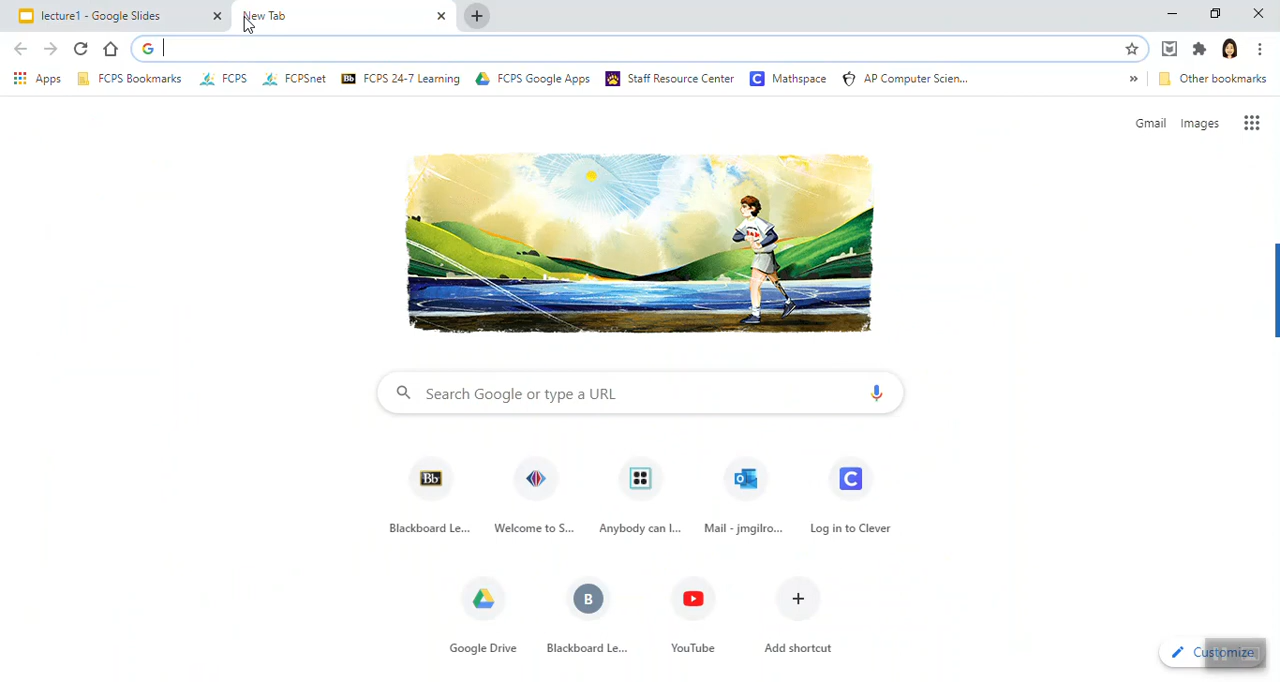 lecture1 - Google Slides
New Tab
Apps FCPS Bookmarks FCPS FCPSnet Bb FCPS 24-7 Learning FCPS Google Apps Staff Resource Center C Mathspace AP Computer Scien... » Other bookmarks
Gmail Images
Search Google or type a URL
Bb C
Blackboard Le... Welcome to S... Anybody can l... Mail - jmgilro... Log in to Clever
B
Google Drive Blackboard Le... YouTube Add shortcut
Customize